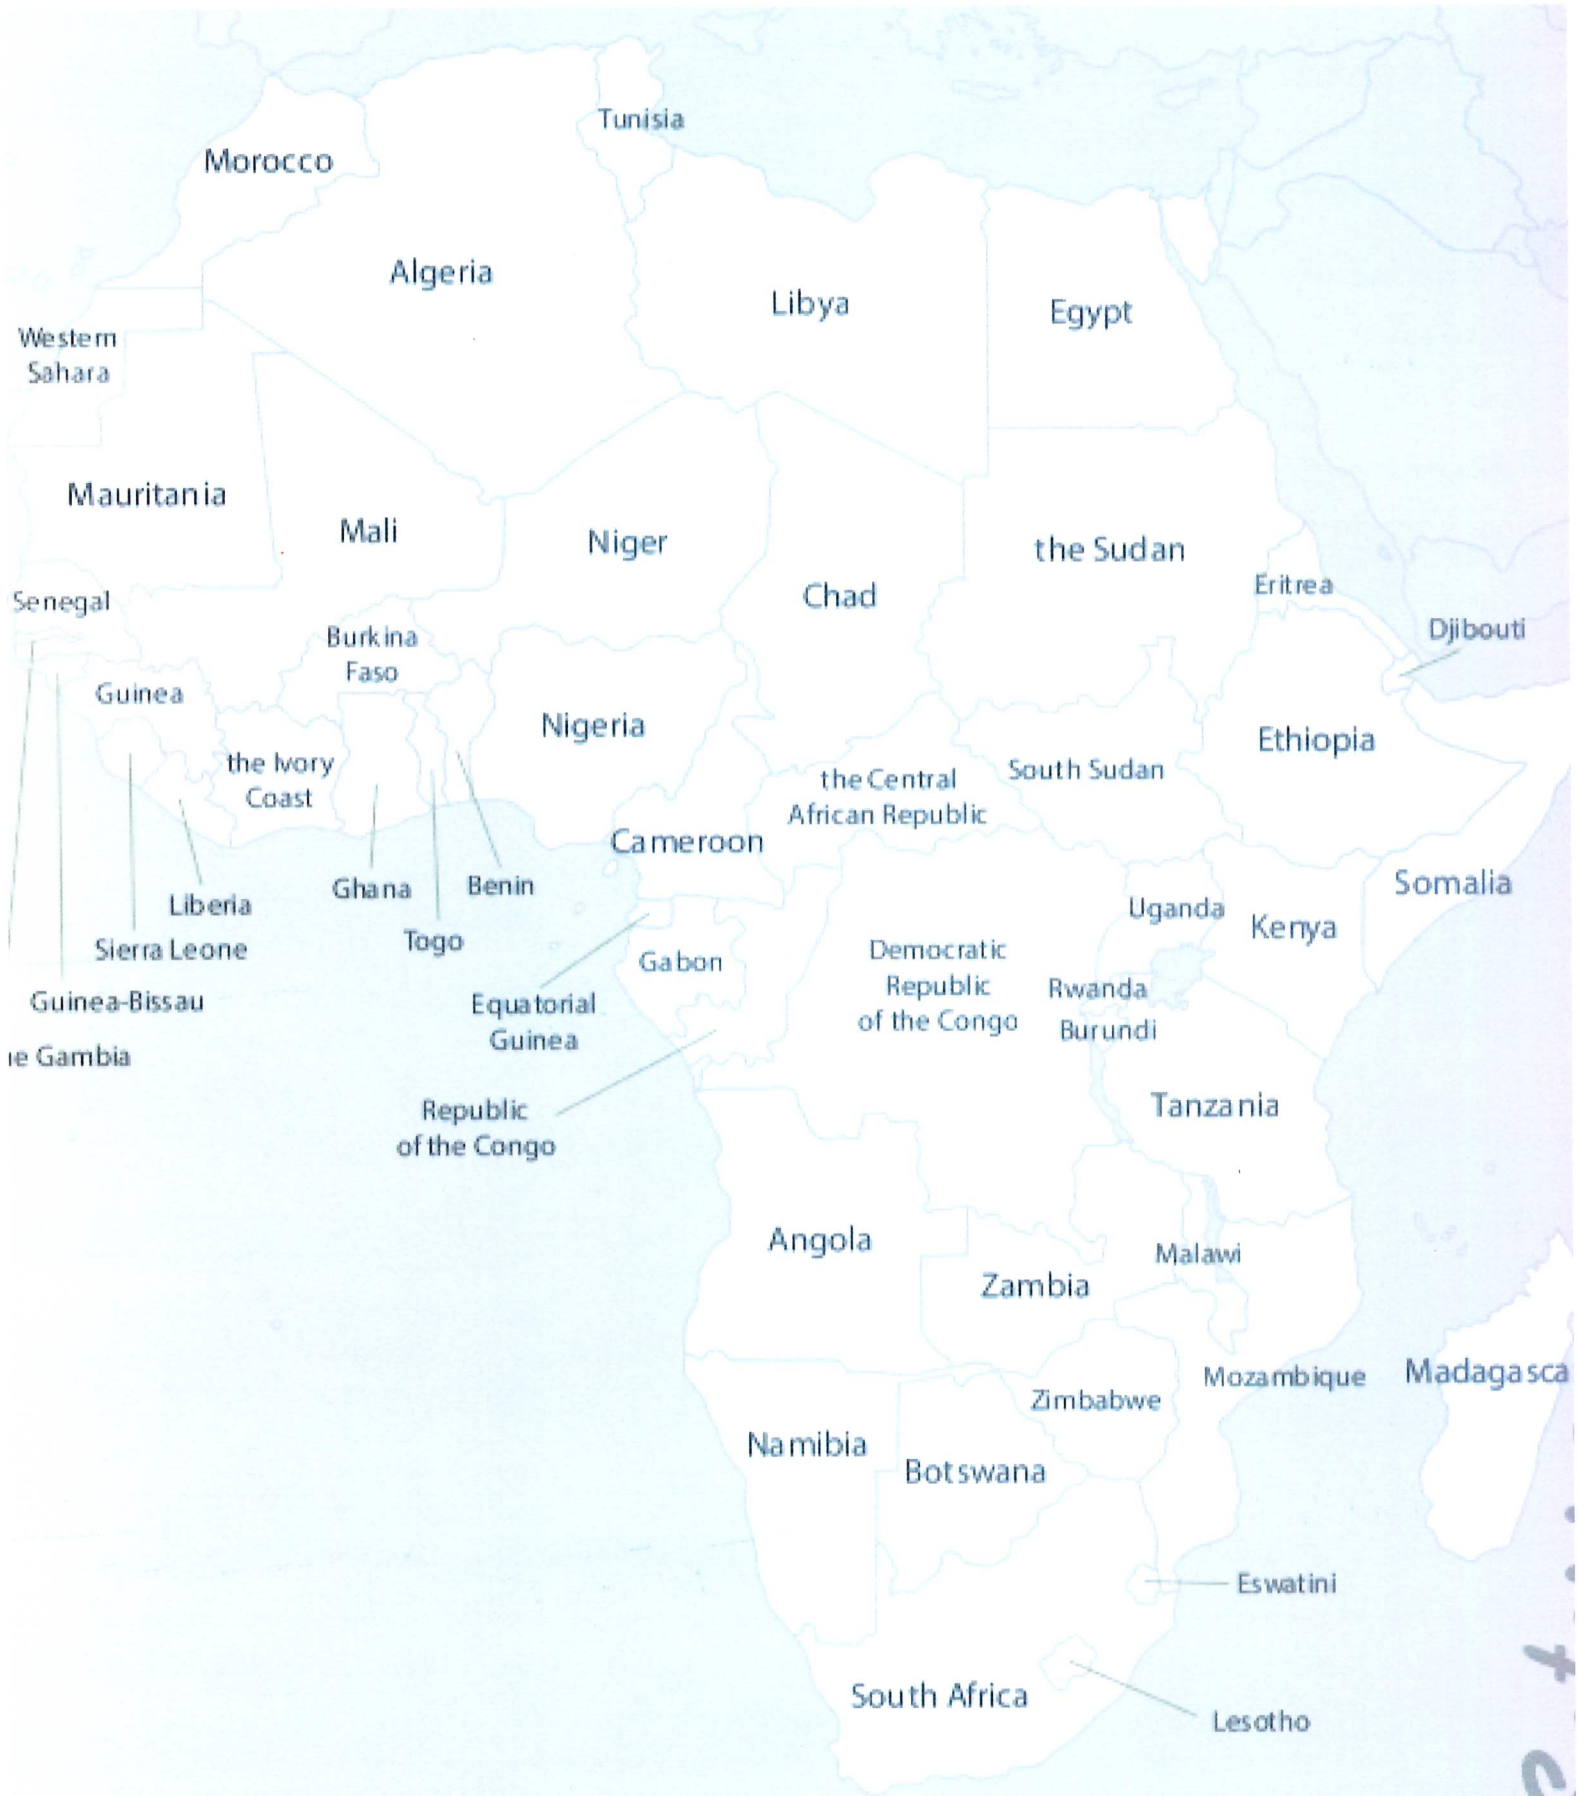 Tunisia
Morocco
Algeria
Libya
Egypt
Western
Sahara
Mauritania
Mali
Niger
the Sudan
Chad
Eritrea
Senegal
Djibouti
Burkina
Faso
Guinea
Nigeria
Ethiopia
the Ivory
Coast
the Central
African Republic
South Sudan
Cameroon
Somalia
Ghana
Benin
Liberia
Uganda
Kenya
Togo
Sierra Leone
Gabon
Democratic
Republic
of the Congo
Rwanda
Guinea-Bissau
Equatorial
Guinea
Burundi
ne Gambia
Tanzania
Republic
of the Congo
Angola
Malawi
Zambia
Mozambique
Madagasca
Zimbabwe
Namibia
Botswana
Eswatini
South Africa
Lesotho